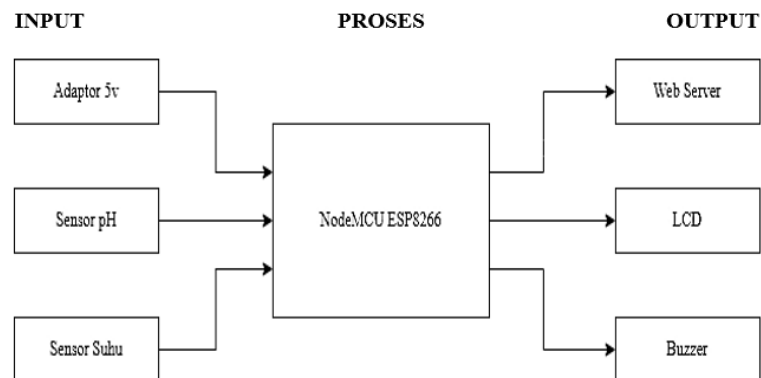 INPUT
PROSES
OUTPUT
Adaptor 5v
Web Server
Sensor pH
NodeMCU ESP8266
LCD
Sensor Suhu
Buzzer